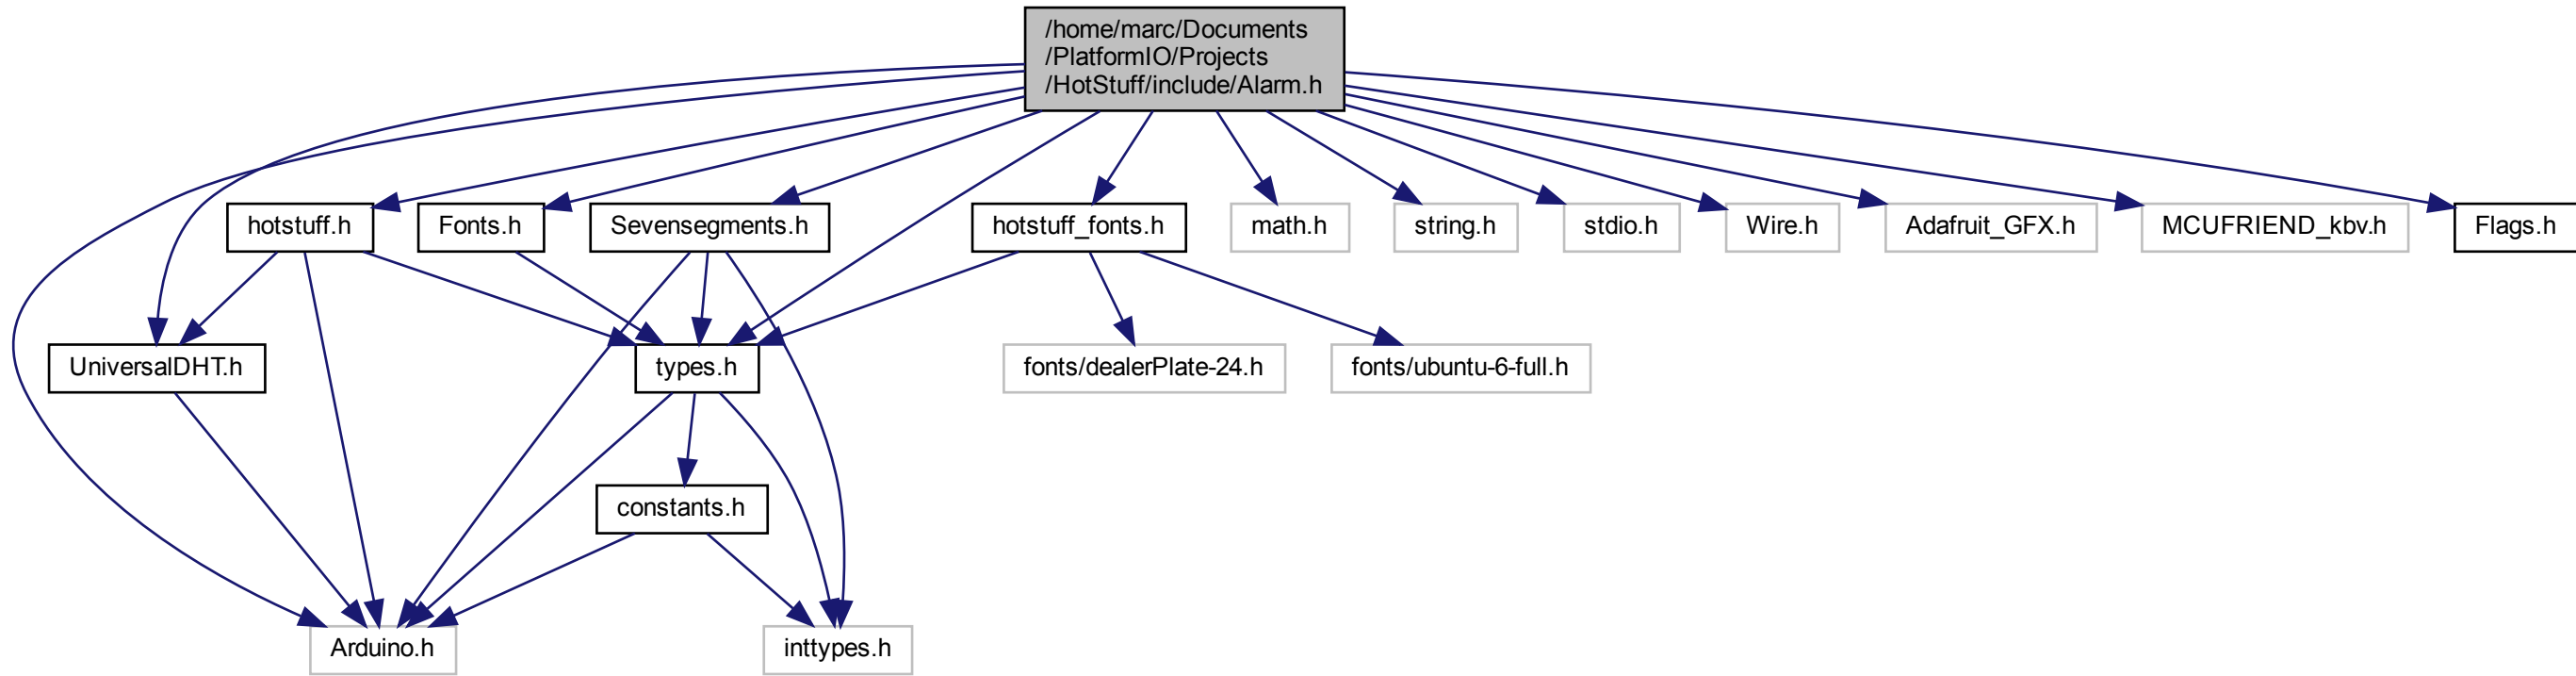 /home/marc/Documents
/PlatformIO/Projects
/HotStuff/include/Alarm.h
hotstuff.h
Fonts.h
Sevensegments.h
hotstuff_fonts.h
math.h
string.h
stdio.h
Wire.h
Adafruit_GFX.h
MCUFRIEND_kbv.h
Flags.h
UniversalDHT.h
types.h
fonts/dealerPlate-24.h
fonts/ubuntu-6-full.h
constants.h
Arduino.h
inttypes.h